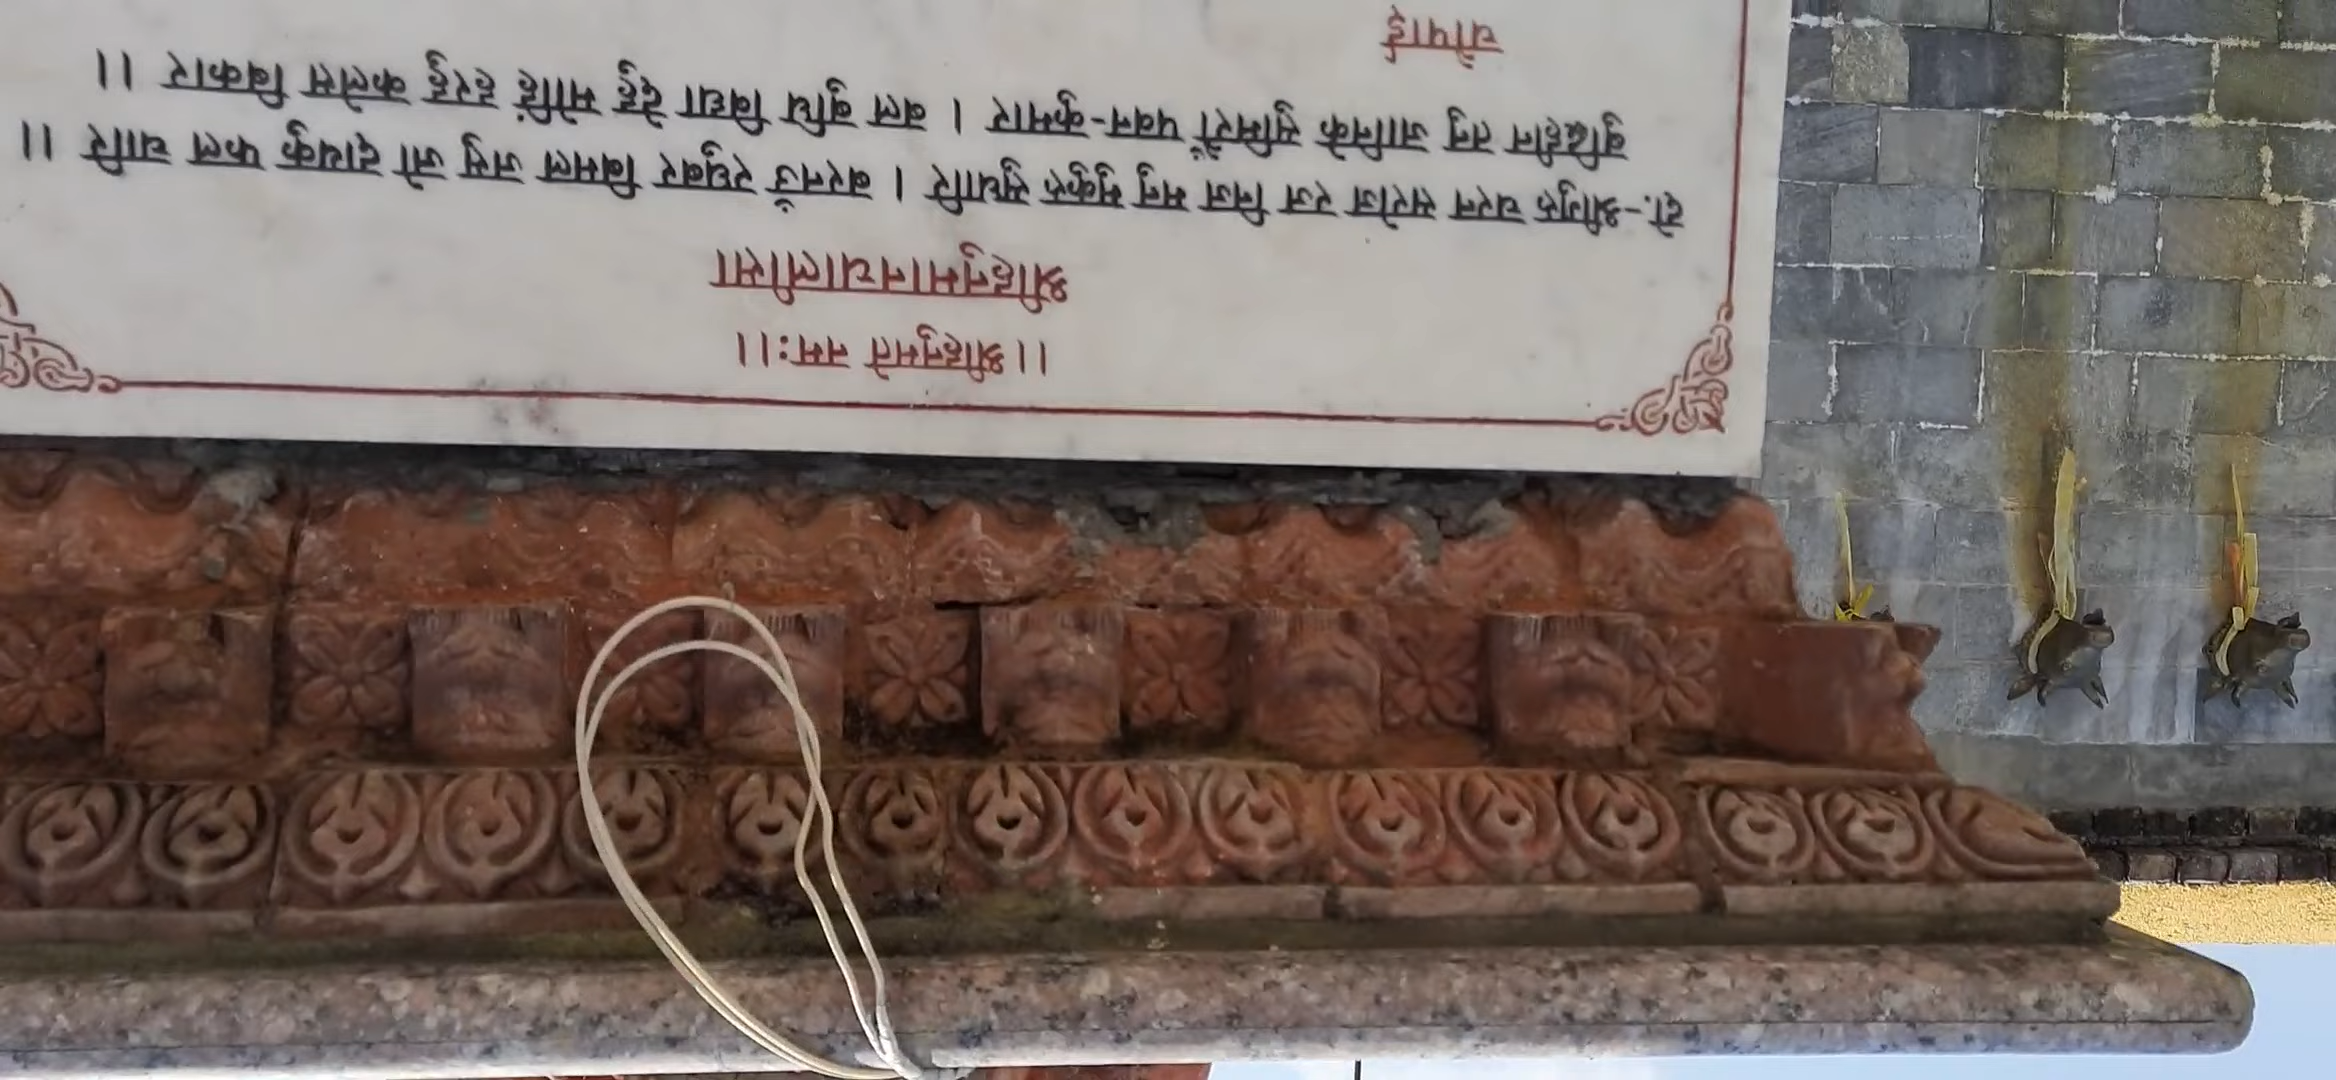 ।।श्रीहनुमते नमः।।
श्रीहनुमानचालीसा
दो.-श्रीगुरु चरन सरोज रज निज मनु मुकुरु सुधारि । बरनउँ रघुबर बिमल जसु जो दायकु फल चारि ।।
बुद्धिहीन तनु जानिके सुमिरौं पवन-कुमार । बल बुधि बिद्या देहु मोहिं हरहु कलेस बिकार ।।
चौपाई